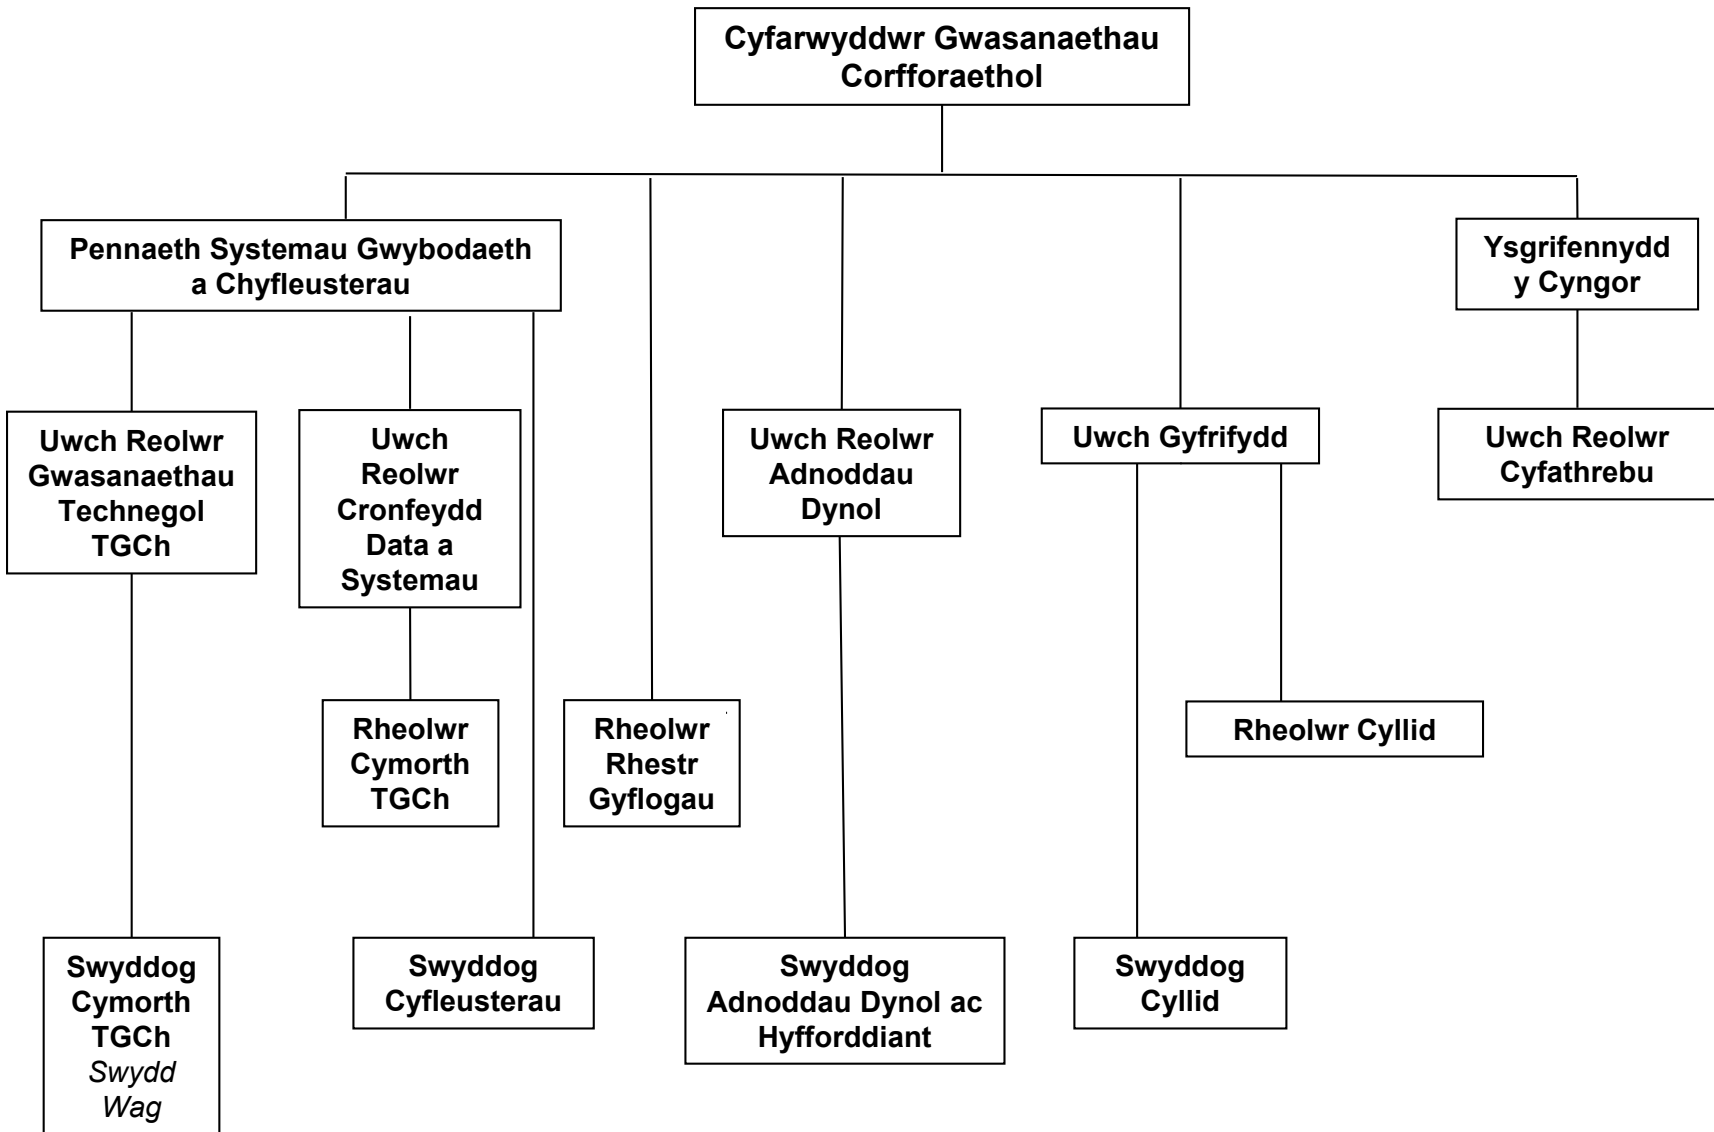 Cyfarwyddwr Gwasanaethau
Corfforaethol
Pennaeth Systemau Gwybodaeth
a Chyfleusterau
Ysgrifennydd
y Cyngor
Uwch Reolwr
Gwasanaethau
Technegol
TGCh
Uwch
Reolwr
Cronfeydd
Data a
Systemau
Uwch Reolwr
Adnoddau
Dynol
Uwch Gyfrifydd
Uwch Reolwr
Cyfathrebu
Rheolwr
Cymorth
TGCh
Rheolwr
Rhestr
Gyflogau
Rheolwr Cyllid
Swyddog
Cymorth
TGCh
Swydd
Wag
Swyddog
Cyfleusterau
Swyddog
Adnoddau Dynol ac
Hyfforddiant
Swyddog
Cyllid